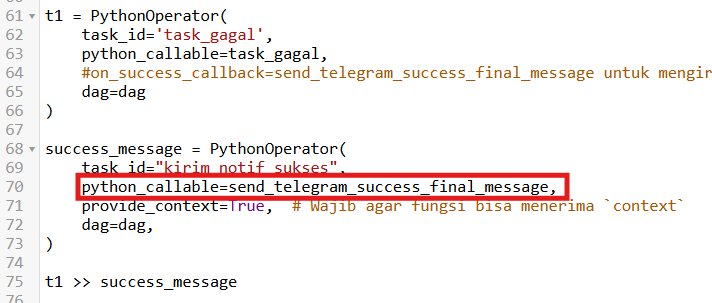 61 t1 = PythonOperator(
62 task_id='task_gagal',
63 python_callable=task_gagal,
64 #on_success_callback=send_telegram_success_final_message untuk mengir
65 dag=dag
66 )
67
68 success_message = PythonOperator(
69 task_id="kirim_notif_sukses",
70 python_callable=send_telegram_success_final_message,
71 provide_context=True, # Wajib agar fungsi bisa menerima `context`
72 dag=dag,
73 )
74
75 t1 >> success_message
76